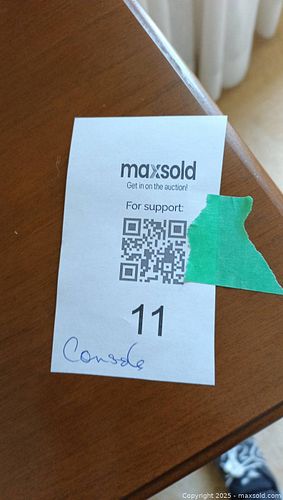 maxsold
Get in on the auction!
For support:
11
Console
Copyright 2025 - maxsold.com